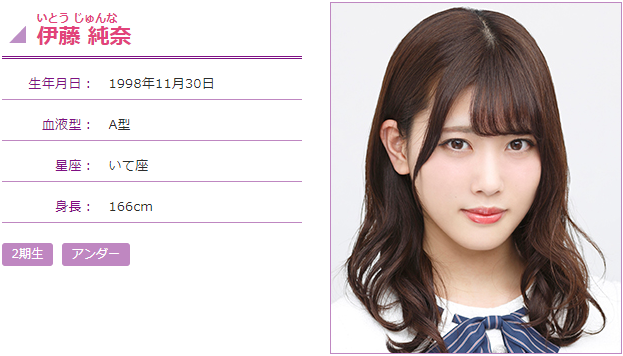 いとう じゅんな
伊藤 純奈
生年月日： 1998年11月30日
血液型： A型
星座： いて座
身長： 166cm
2期生 アンダー